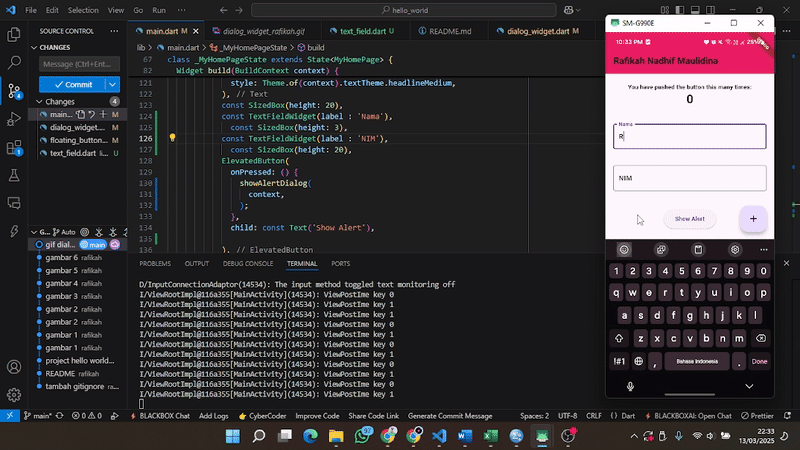 File Edit Selection View Go Run ...
hello_world
SM-G990E
SOURCE CONTROL
main.dart M
dialog_widget_rafikah.gif
text_field.dart U
README.md
dialog_widget.dart M
lib > main.dart > _MyHomePageState > build
CHANGES
Message (Ctrl+Ent...
Commit
Changes 4
main... M
dialog_widget.... M
floating_button... M
text_field.dart li... U
67 class _MyHomePageState extends State<MyHomePage> {
78 Widget build(BuildContext context) {
121 style: Theme.of(context).textTheme.headlineMedium,
122 ), // Text
123 const SizedBox(height: 20),
124 const TextFieldWidget(label : 'Nama'),
125 const SizedBox(height: 3),
126 const TextFieldWidget(label : 'NIM'),
127 const SizedBox(height: 20),
128 ElevatedButton(
129 onPressed: () {
130 showAlertDialog(
131 context,
132 );
133 },
134 child: const Text('Show Alert'),
135
136 ), // ElevatedButton
G... Auto
gif dial... main
gambar 6 rafikah
gambar 5 rafikah
gambar 4 rafikah
gambar 3 rafikah
gambar 2 rafikah
gambar 2 rafikah
gambar 1 rafikah
gambar 1 rafikah
project hello world...
README rafikah
tambah gitignore
PROBLEMS OUTPUT DEBUG CONSOLE TERMINAL PORTS
D/InputConnectionAdaptor(14534): The input method toggled text monitoring off
I/ViewRootImpl@116a355[MainActivity](14534): ViewPostIme key 0
I/ViewRootImpl@116a355[MainActivity](14534): ViewPostIme key 1
I/ViewRootImpl@116a355[MainActivity](14534): ViewPostIme key 0
I/ViewRootImpl@116a355[MainActivity](14534): ViewPostIme key 1
I/ViewRootImpl@116a355[MainActivity](14534): ViewPostIme key 0
I/ViewRootImpl@116a355[MainActivity](14534): ViewPostIme key 1
I/ViewRootImpl@116a355[MainActivity](14534): ViewPostIme key 0
I/ViewRootImpl@116a355[MainActivity](14534): ViewPostIme key 1
I/ViewRootImpl@116a355[MainActivity](14534): ViewPostIme key 0
I/ViewRootImpl@116a355[MainActivity](14534): ViewPostIme key 1
10:33 PM
Rafikah Nadhif Maulidina
You have pushed the button this many times:
0
Nama
R
NIM
Show Alert
+
1 2 3 4 5 6 7 8 9 0
q w e r t y u i o p
a s d f g h j k l
z x c v b n m
!#1 , Bahasa Indonesia . Done
main* 0 0 Run BLACKBOX Chat Add Logs CyberCoder Improve Code Share Code Link Generate Commit Message Spaces: 2 UTF-8 CRLF {} Dart BLACKBOXAI: Open Chat Prettier
97
22:33
13/03/2025